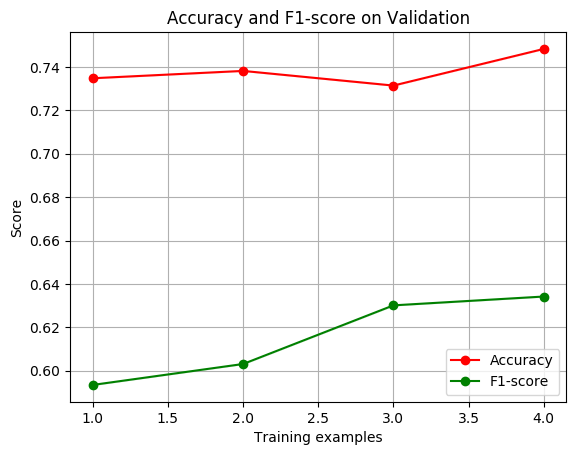 Accuracy and F1-score on Validation
Score
0.74
0.72
0.70
0.68
0.66
0.64
0.62
0.60
Accuracy
F1-score
1.0 1.5 2.0 2.5 3.0 3.5 4.0
Training examples